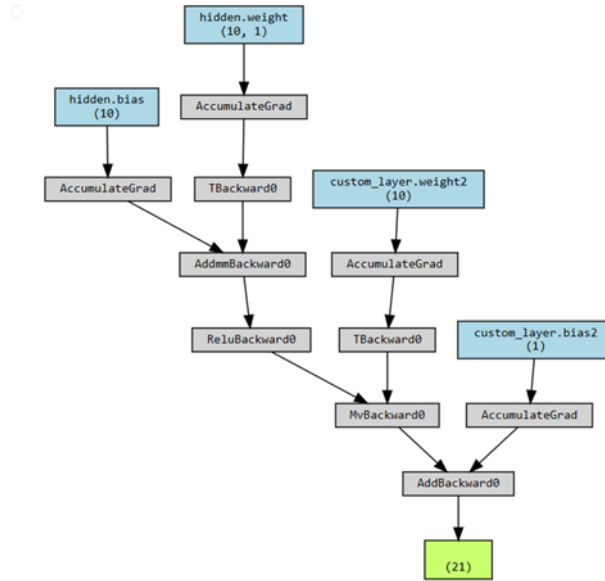 hidden.weight
(10, 1)
hidden.bias
(10)
AccumulateGrad
AccumulateGrad
TBackward0
custom_layer.weight2
(10)
AddmmBackward0
AccumulateGrad
ReluBackward0
TBackward0
custom_layer.bias2
(1)
MvBackward0
AccumulateGrad
AddBackward0
(21)